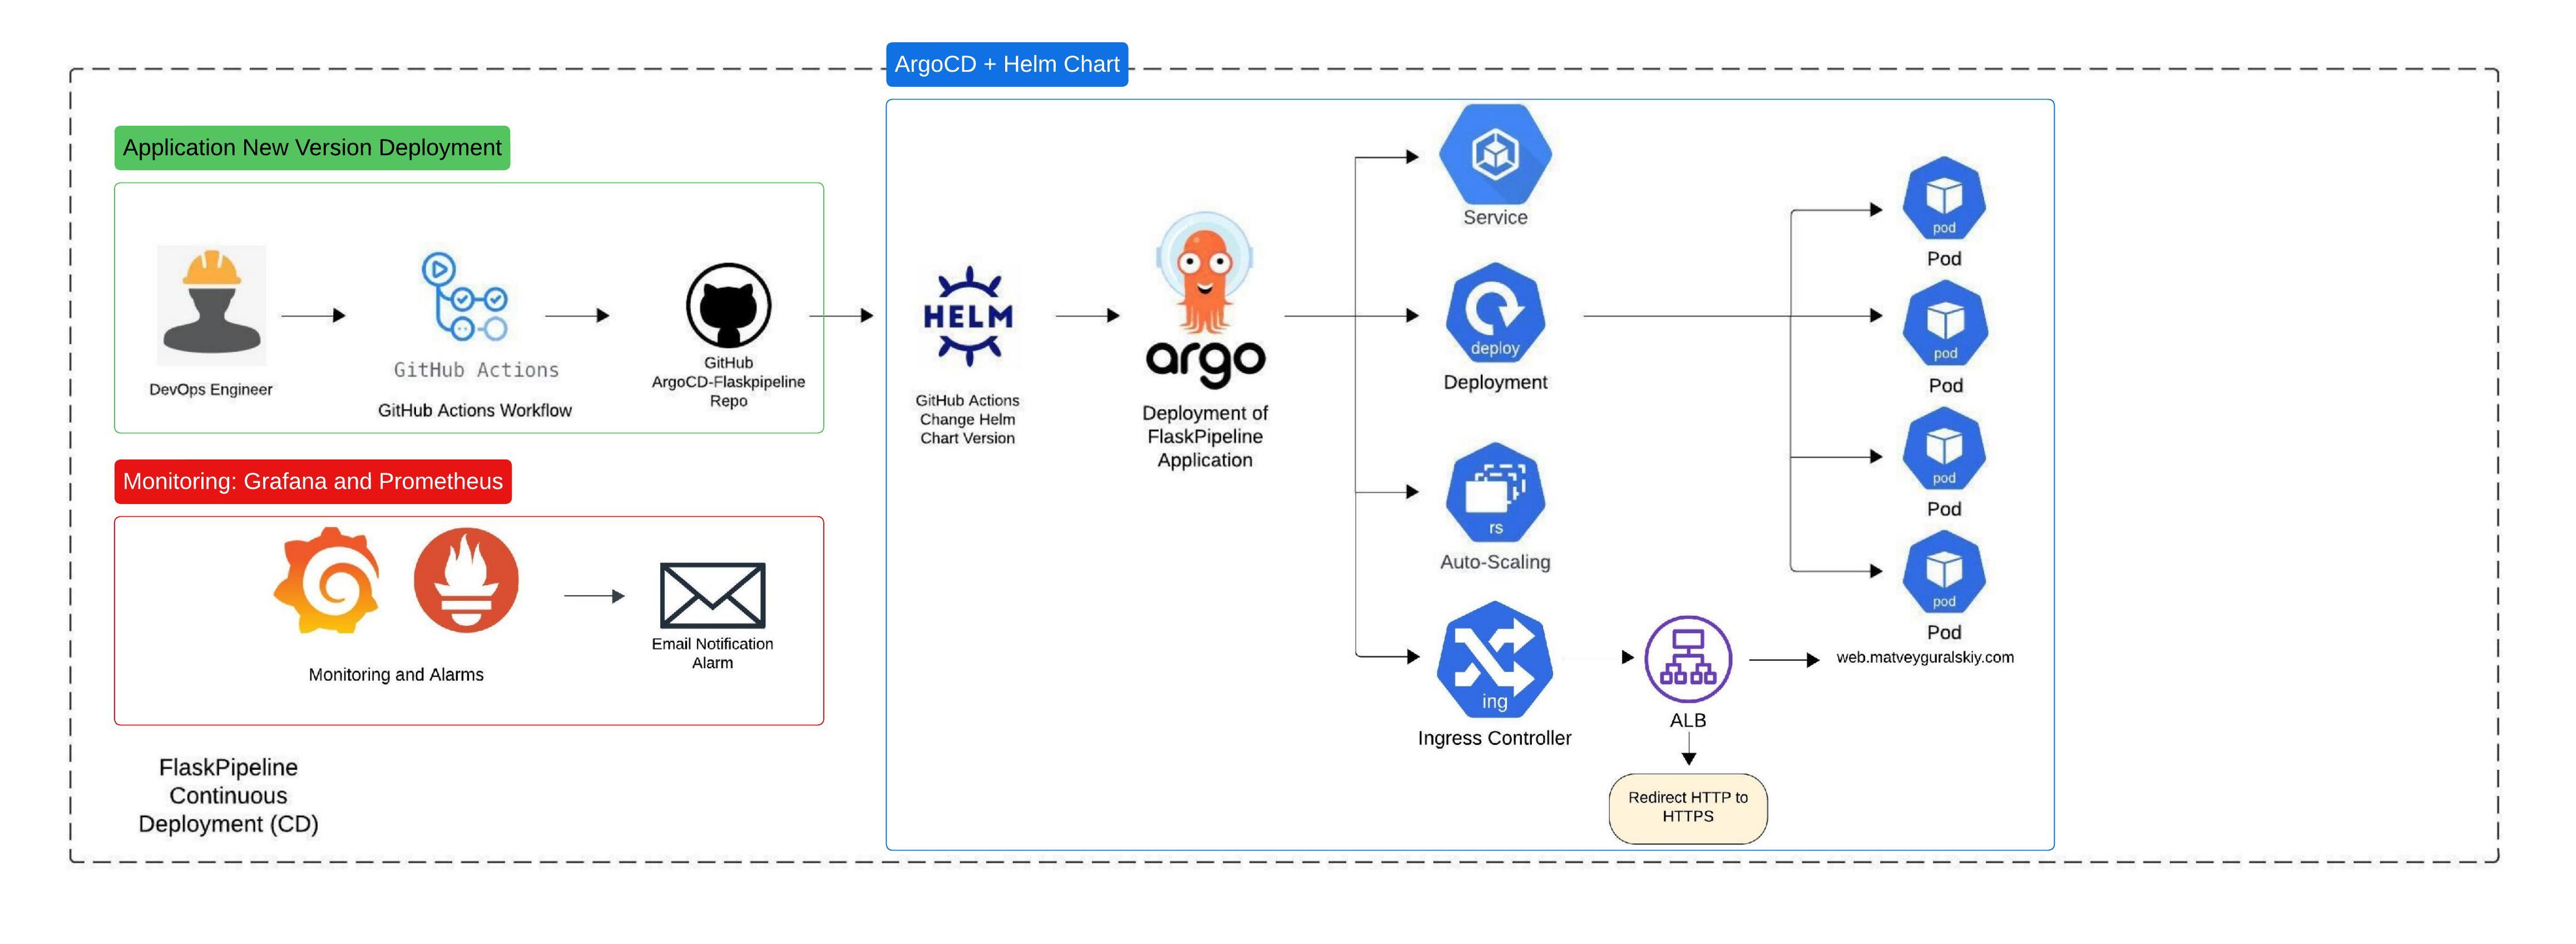 ArgoCD + Helm Chart
Application New Version Deployment
DevOps Engineer
GitHub Actions
GitHub Actions Workflow
GitHub
ArgoCD-Flaskpipeline
Repo
Monitoring: Grafana and Prometheus
Monitoring and Alarms
Email Notification
Alarm
FlaskPipeline
Continuous
Deployment (CD)
HELM
GitHub Actions
Change Helm
Chart Version
argo
Deployment of
FlaskPipeline
Application
Service
deploy
Deployment
rs
Auto-Scaling
ing
Ingress Controller
ALB
Redirect HTTP to
HTTPS
pod
Pod
pod
Pod
pod
Pod
pod
Pod
web.matveyguralskiy.com